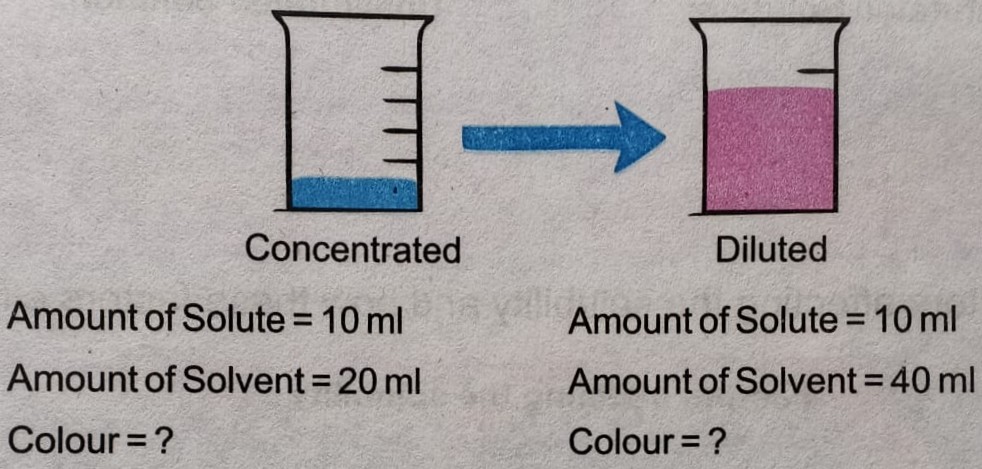 Concentrated
Diluted
Amount of Solute = 10 ml
Amount of Solute = 10 ml
Amount of Solvent = 20 ml
Amount of Solvent = 40 ml
Colour = ?
Colour = ?